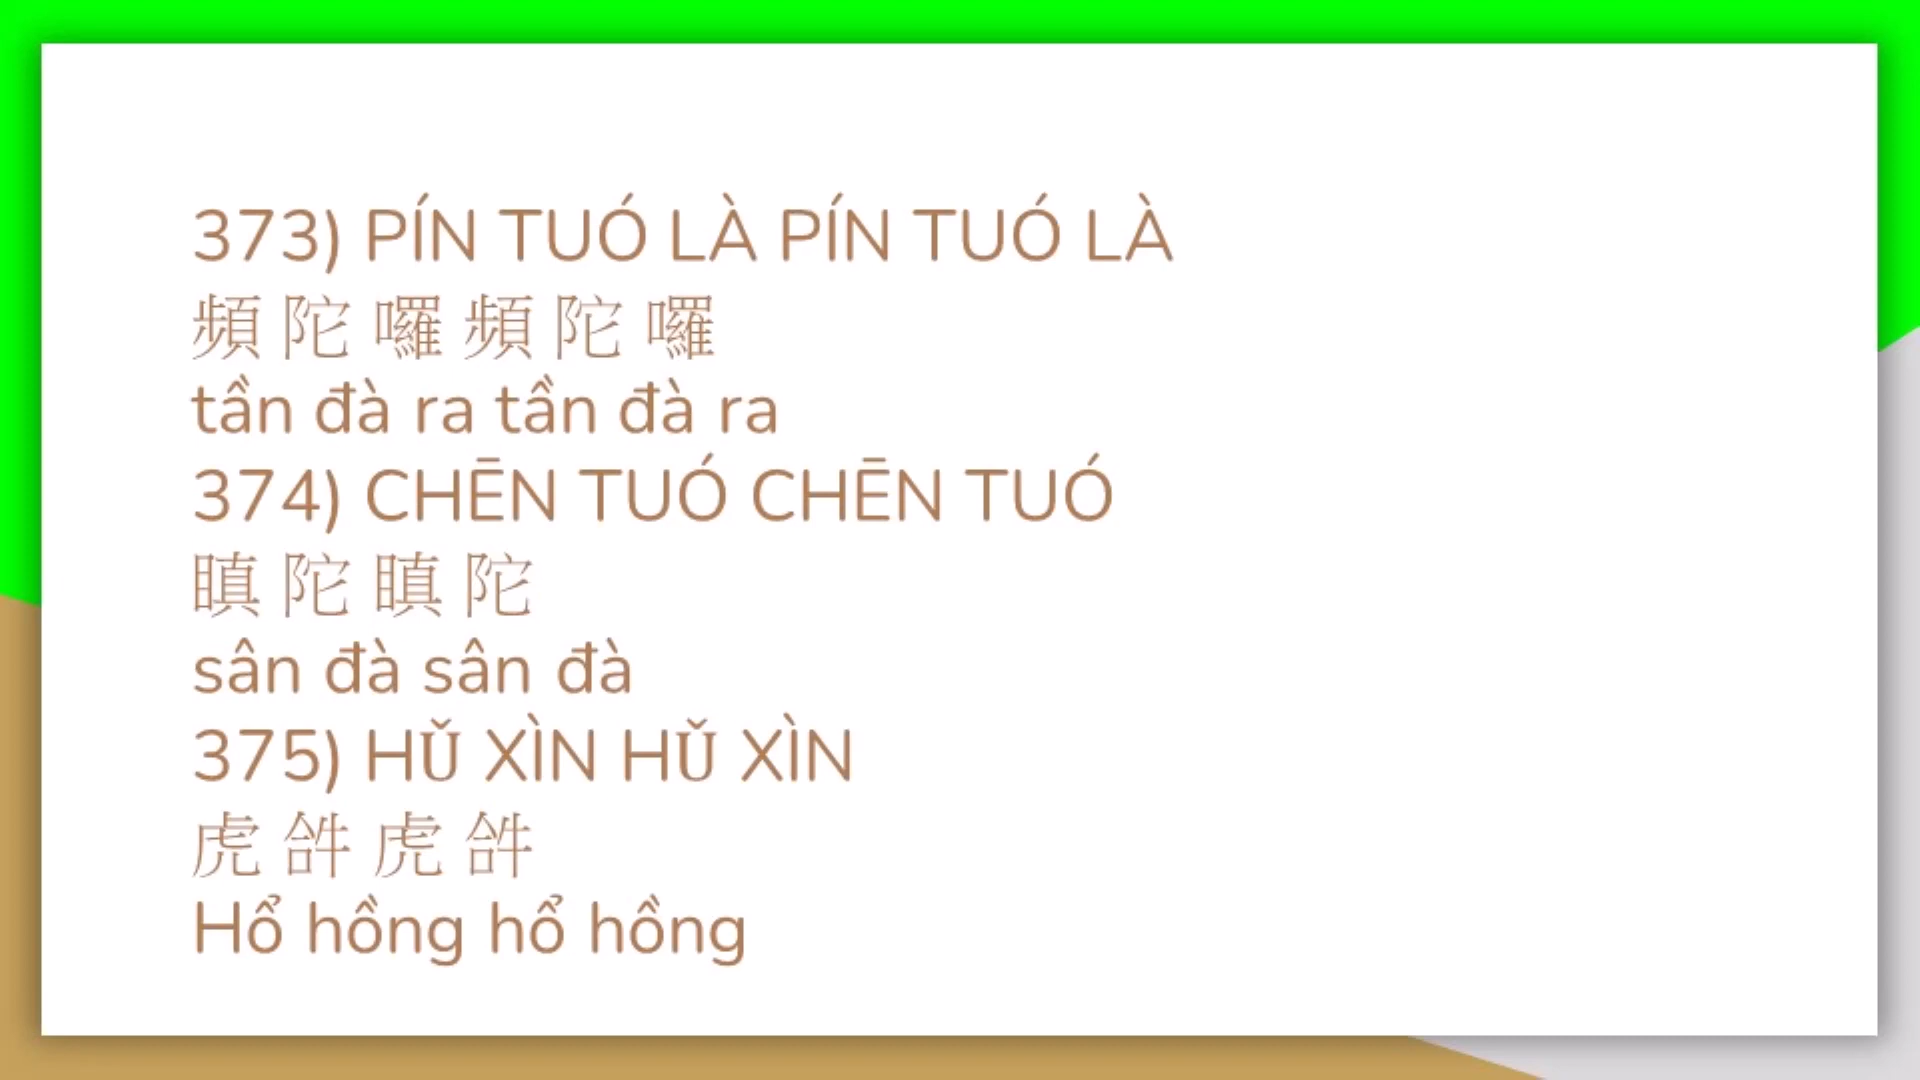 373) PÍN TUÓ LÀ PÍN TUÓ LÀ
頻 陀 囉 頻 陀 囉
tần đà ra tần đà ra
374) CHĒN TUÓ CHĒN TUÓ
瞋 陀 瞋 陀
sân đà sân đà
375) HǓ XÌN HǓ XÌN
虎 𤙖 虎 𤙖
Hổ hồng hổ hồng